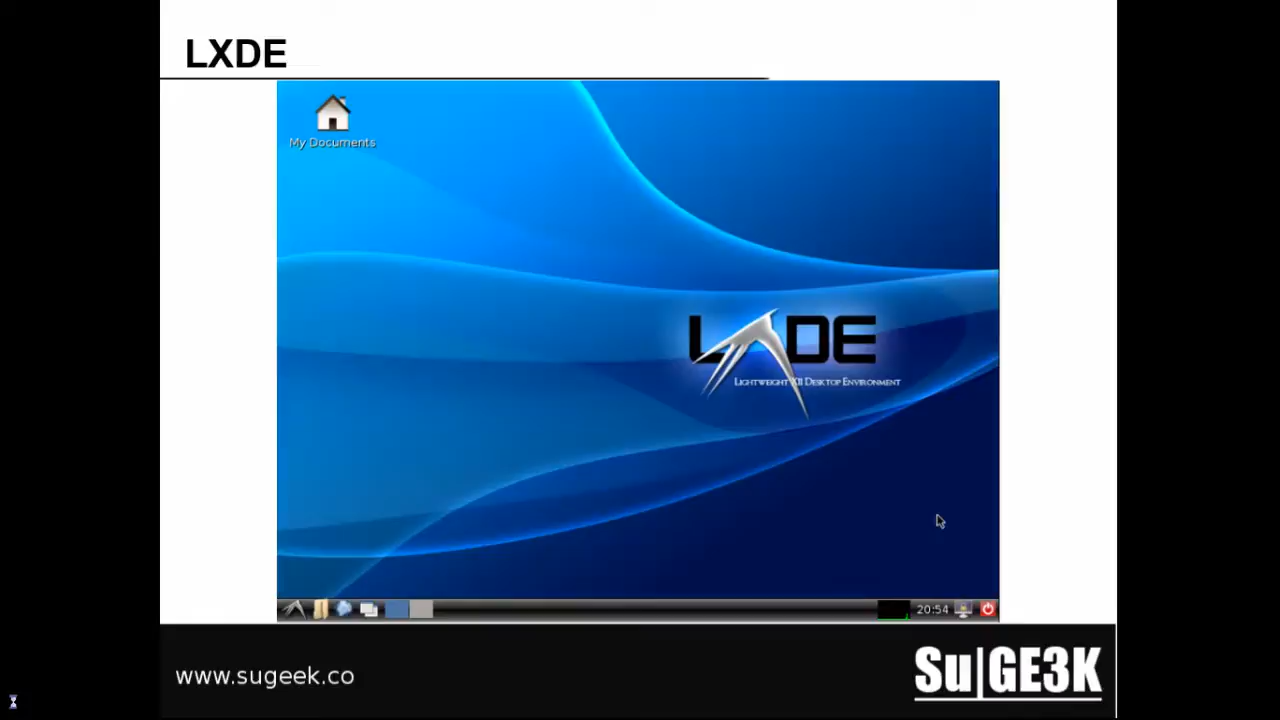 LXDE
My Documents
LXDE
Lightweight X11 Desktop Environment
20:54
www.sugeek.co
Su|GE3K